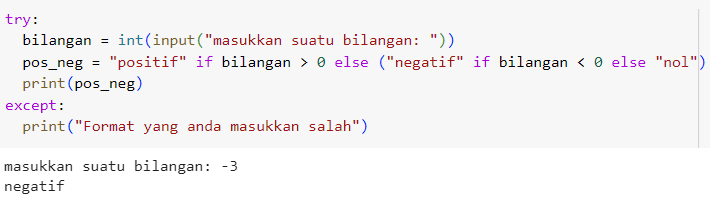 try:
  bilangan = int(input("masukkan suatu bilangan: "))
  pos_neg = "positif" if bilangan > 0 else ("negatif" if bilangan < 0 else "nol")
  print(pos_neg)
except:
  print("Format yang anda masukkan salah")
masukkan suatu bilangan: -3
negatif